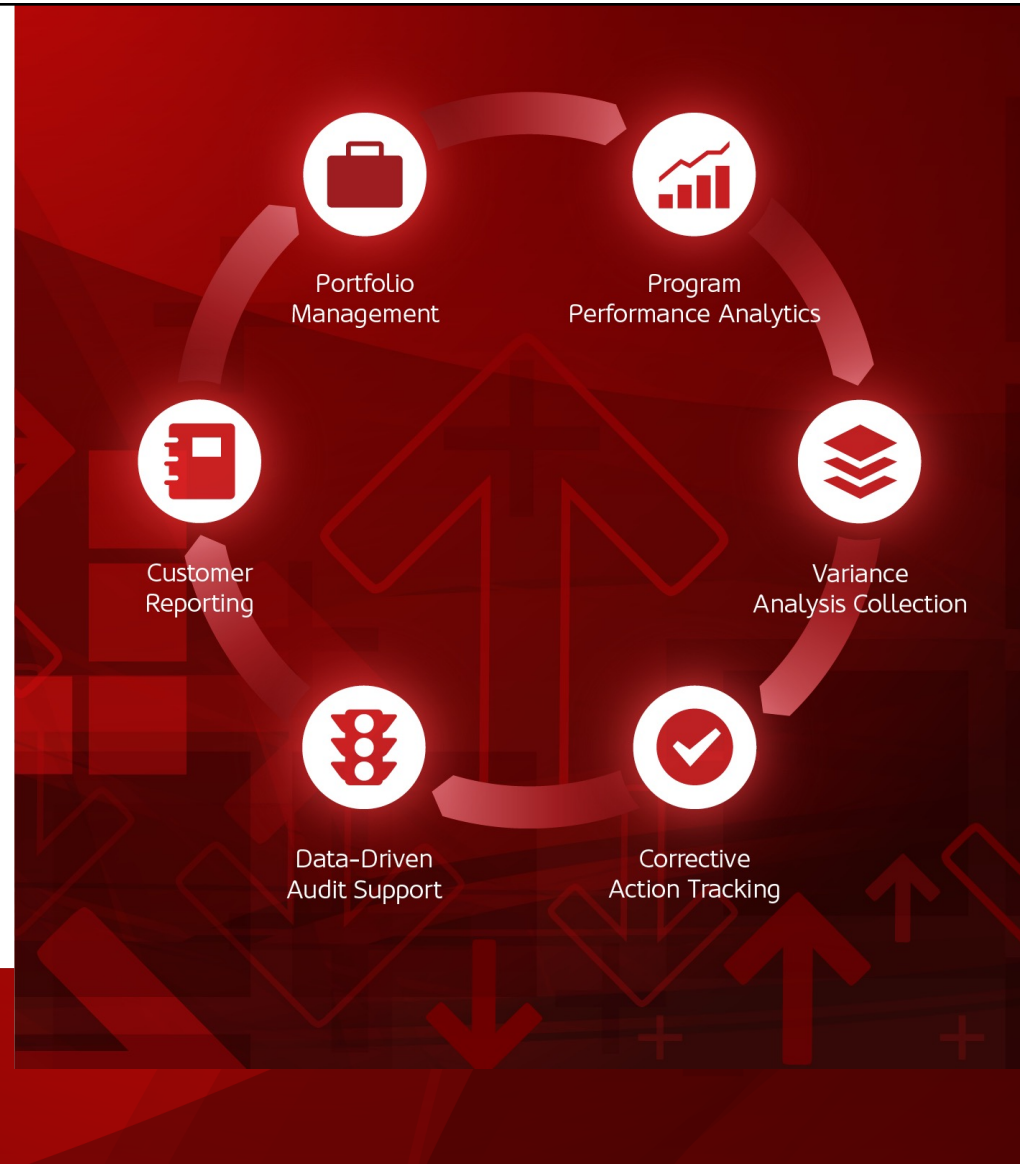 Portfolio
Management
Program
Performance Analytics
Customer
Reporting
Variance
Analysis Collection
Data-Driven
Audit Support
Corrective
Action Tracking